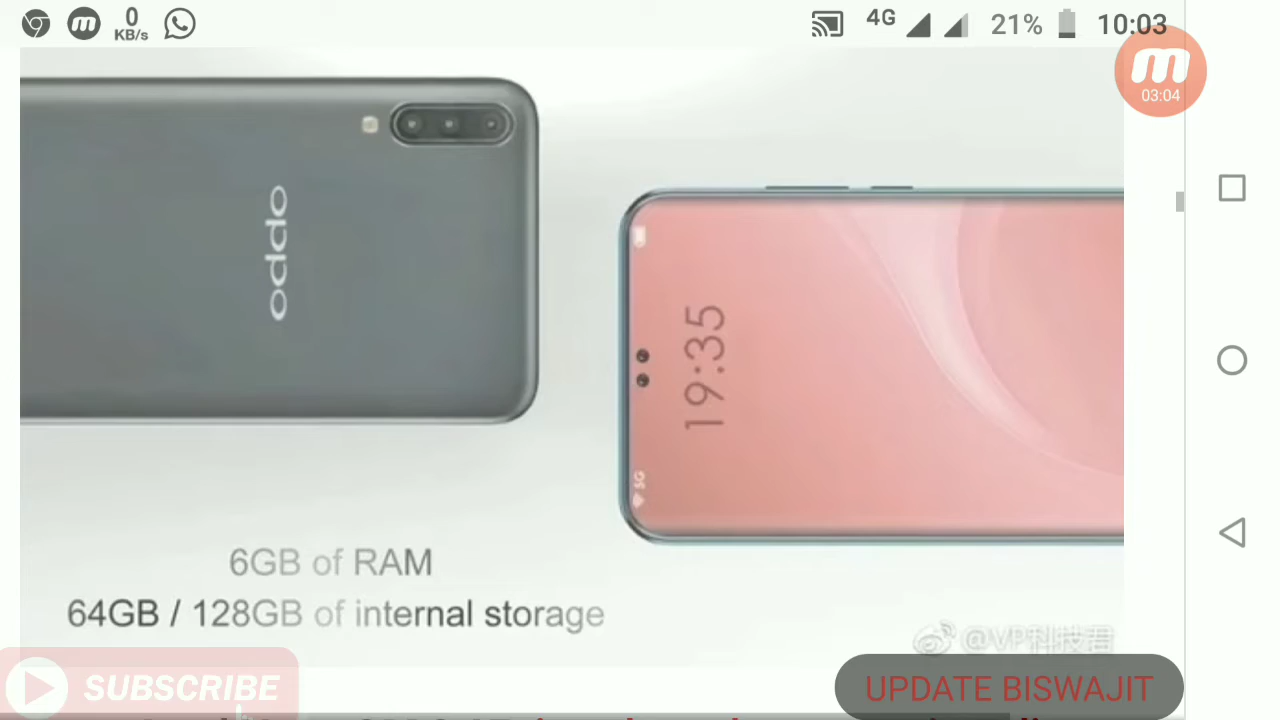 0
KB/s
4G
21%
10:03
03:04
oppo
19:35
5G
6GB of RAM
64GB / 128GB of internal storage
@VP科技君
SUBSCRIBE
UPDATE BISWAJIT